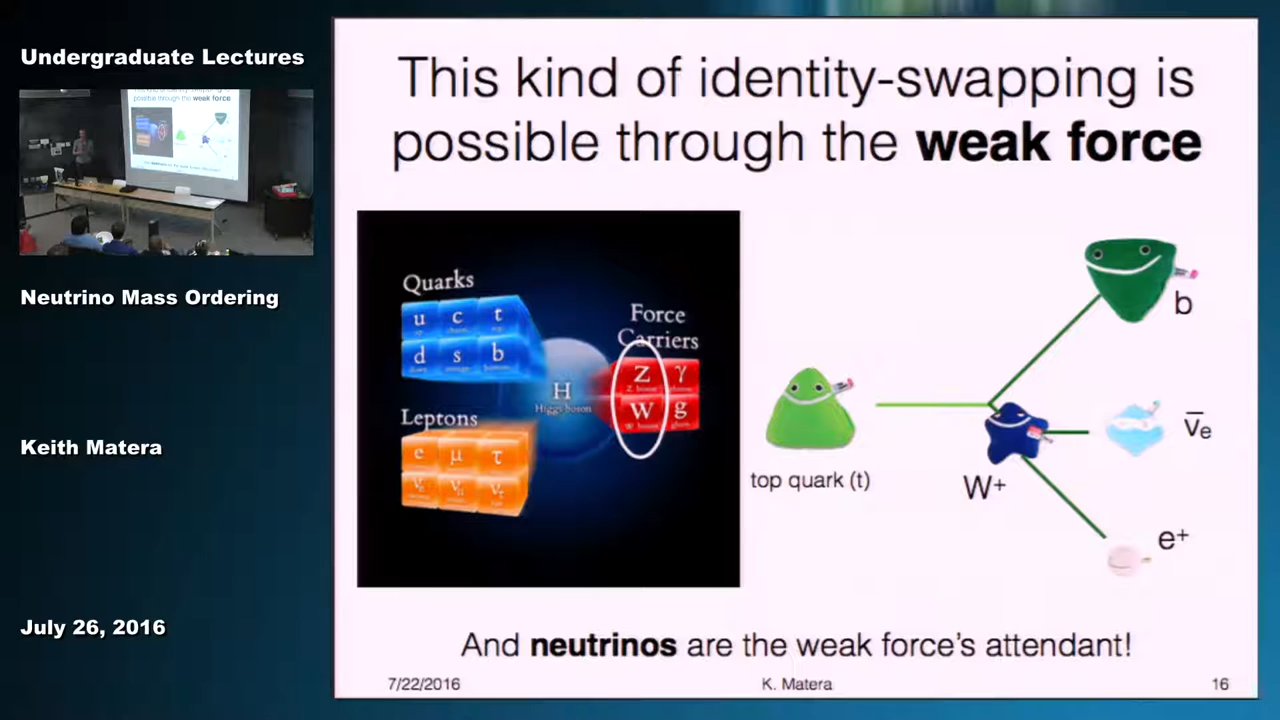 Undergraduate Lectures
Neutrino Mass Ordering
Keith Matera
July 26, 2016
This kind of identity-swapping is
possible through the weak force
Quarks
u c t
d s b
Leptons
e μ τ
H
Higgs boson
Force
Carriers
Z γ
Z boson
W g
W boson
top quark (t)
W+
b
ν̅e
e+
And neutrinos are the weak force's attendant!
7/22/2016
K. Matera
16